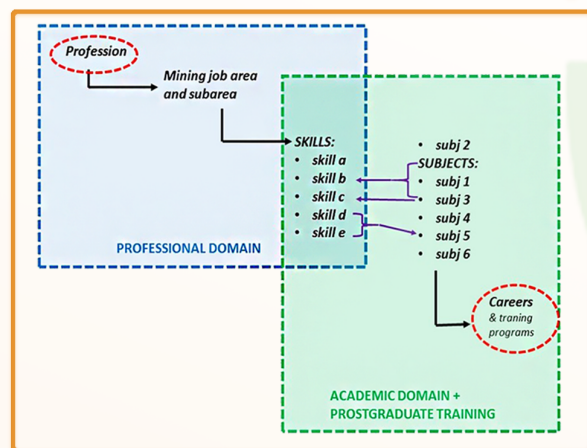 Profession
Mining job area
and subarea
SKILLS:
• skill a
• skill b
• skill c
• skill d
• skill e
PROFESSIONAL DOMAIN
• subj 2
SUBJECTS:
• subj 1
• subj 3
• subj 4
• subj 5
• subj 6
Careers
& traning
programs
ACADEMIC DOMAIN +
PROSTGRADUATE TRAINING